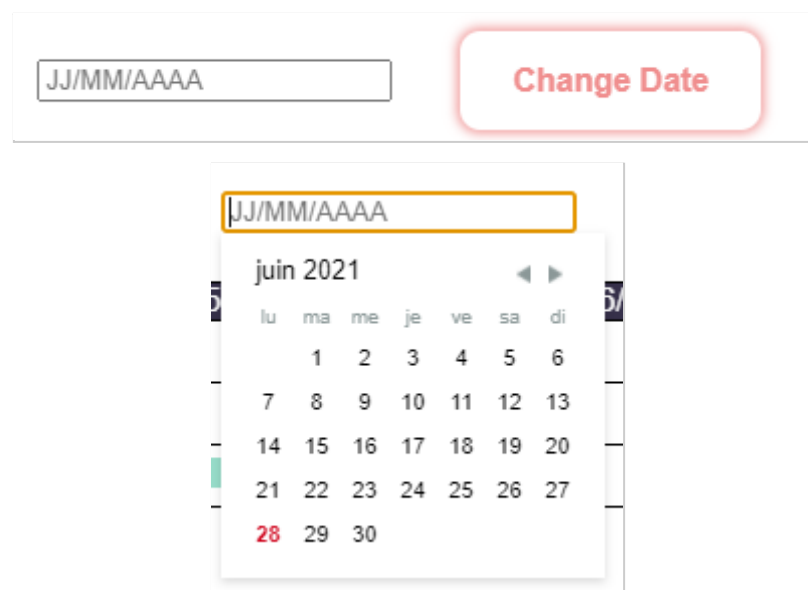 JJ/MM/AAAA Change Date
JJ/MM/AAAA
juin 2021
5 6/
lu ma me je ve sa di
1 2 3 4 5 6
7 8 9 10 11 12 13
14 15 16 17 18 19 20
21 22 23 24 25 26 27
28 29 30